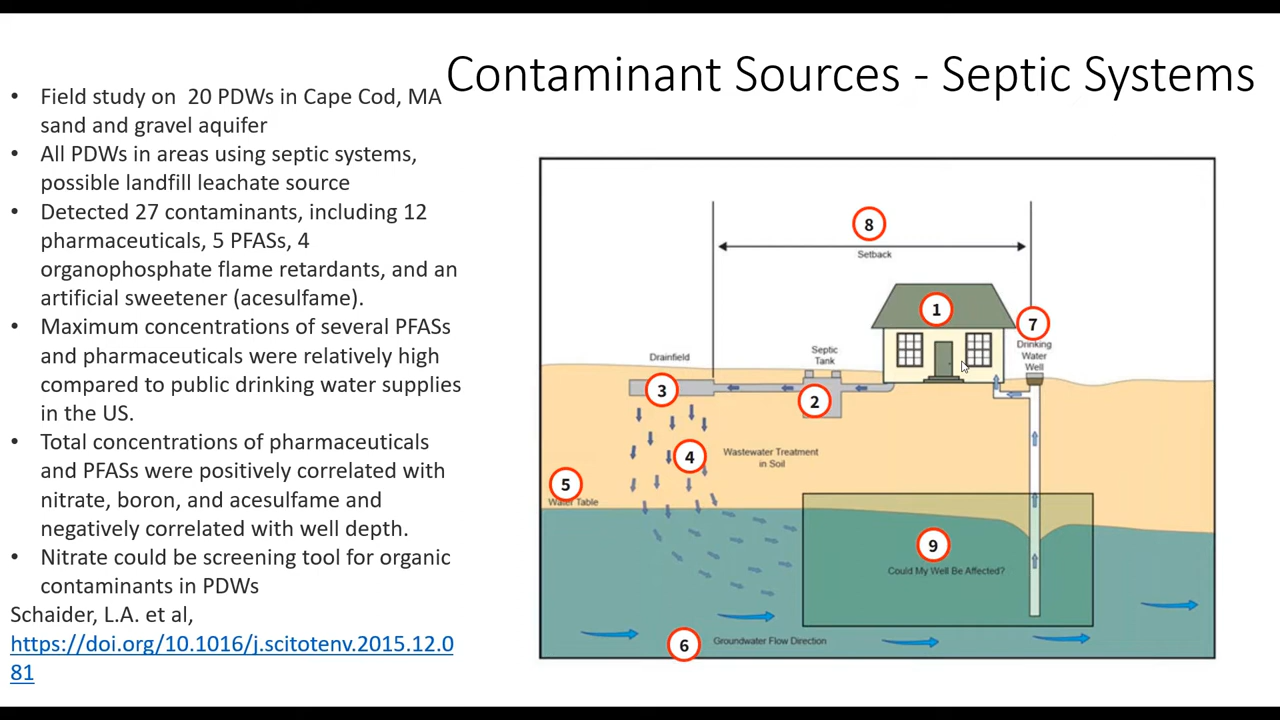 Contaminant Sources - Septic Systems
• Field study on 20 PDWs in Cape Cod, MA
sand and gravel aquifer
• All PDWs in areas using septic systems,
possible landfill leachate source
• Detected 27 contaminants, including 12
pharmaceuticals, 5 PFASs, 4
organophosphate flame retardants, and an
artificial sweetener (acesulfame).
• Maximum concentrations of several PFASs
and pharmaceuticals were relatively high
compared to public drinking water supplies
in the US.
• Total concentrations of pharmaceuticals
and PFASs were positively correlated with
nitrate, boron, and acesulfame and
negatively correlated with well depth.
• Nitrate could be screening tool for organic
contaminants in PDWs
Schaider, L.A. et al,
https://doi.org/10.1016/j.scitotenv.2015.12.0
81
8
Setback
1
7
Drinking
Water
Well
Septic
Tank
Drainfield
3
2
4
Wastewater Treatment
in Soil
5
Water Table
9
Could My Well Be Affected?
6
Groundwater Flow Direction